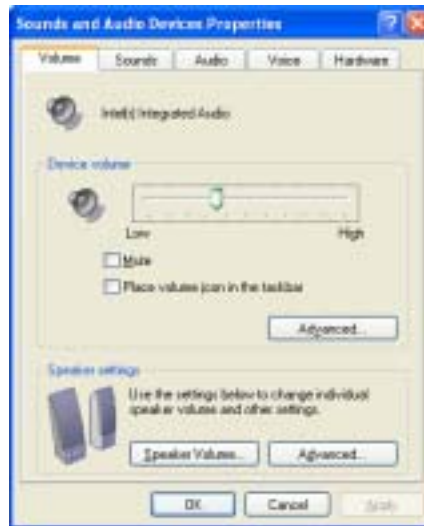 Sounds and Audio Devices Properties
Volume Sounds Audio Voice Hardware
Intel(r) Integrated Audio
Device volume
Low High
Mute
Place volume icon in the taskbar
Advanced...
Speaker settings
Use the settings below to change individual
speaker volume and other settings.
Speaker Volume... Advanced...
OK Cancel Apply